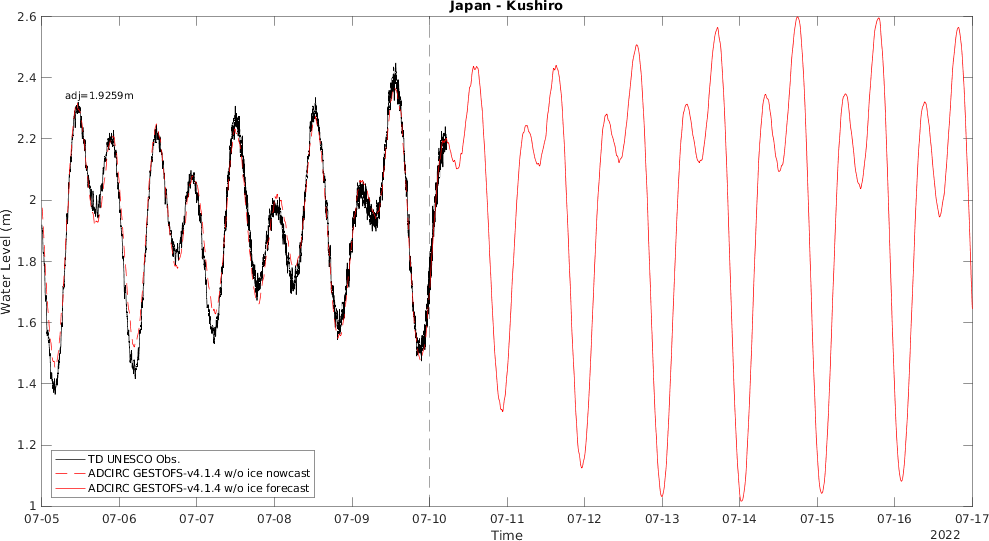 Japan - Kushiro
2.6
2.4
2.2
2
1.8
1.6
1.4
1.2
1
Water Level (m)
adj=1.9259m
TD UNESCO Obs.
ADCIRC GESTOFS-v4.1.4 w/o ice nowcast
ADCIRC GESTOFS-v4.1.4 w/o ice forecast
07-05 07-06 07-07 07-08 07-09 07-10 07-11 07-12 07-13 07-14 07-15 07-16 07-17
Time
2022